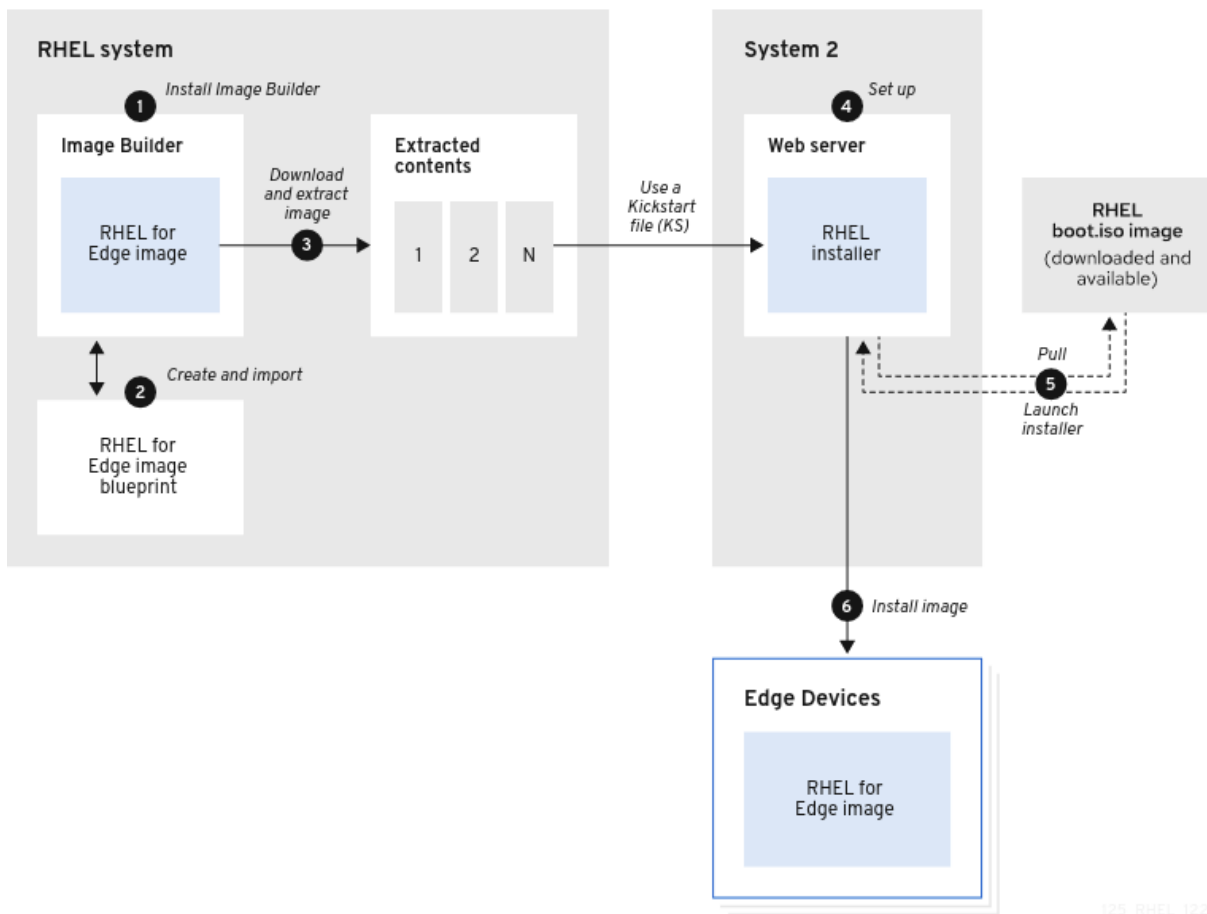 RHEL system
1
Install Image Builder
Image Builder
RHEL for
Edge image
Download
and extract
image
3
Extracted
contents
1
2
N
2
Create and import
RHEL for
Edge image
blueprint
Use a
Kickstart
file (KS)
System 2
4
Set up
Web server
RHEL
installer
RHEL
boot.iso image
(downloaded and
available)
Pull
5
Launch
installer
6
Install image
Edge Devices
RHEL for
Edge image